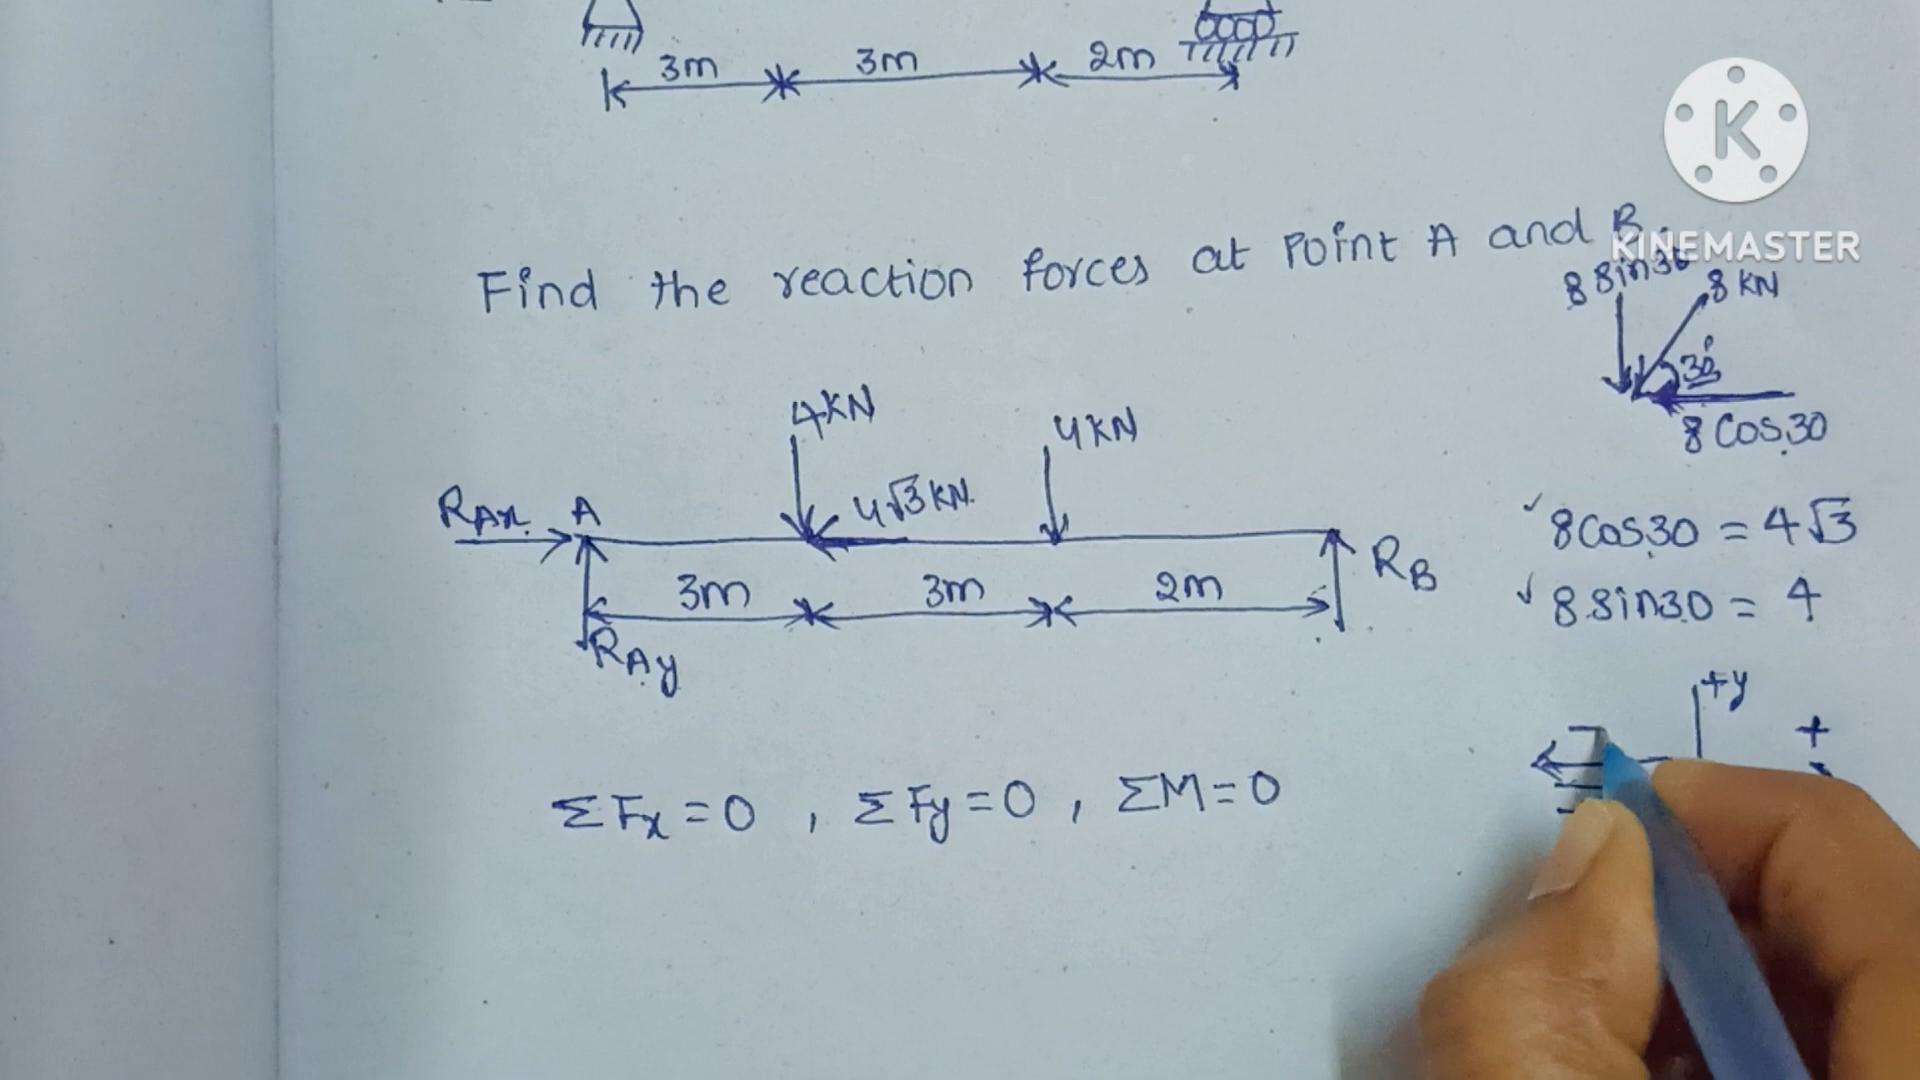 3m 3m 2m
K
KINEMASTER
Find the reaction forces at Point A and B.
8 Sin30 8 KN
30°
8 Cos30
4KN 4KN
RAx A 4√3 KN.
3m 3m 2m RB
RAy
8Cos30 = 4√3
8 Sin30 = 4
+y
+
ΣFx = 0 , ΣFy = 0 , ΣM = 0